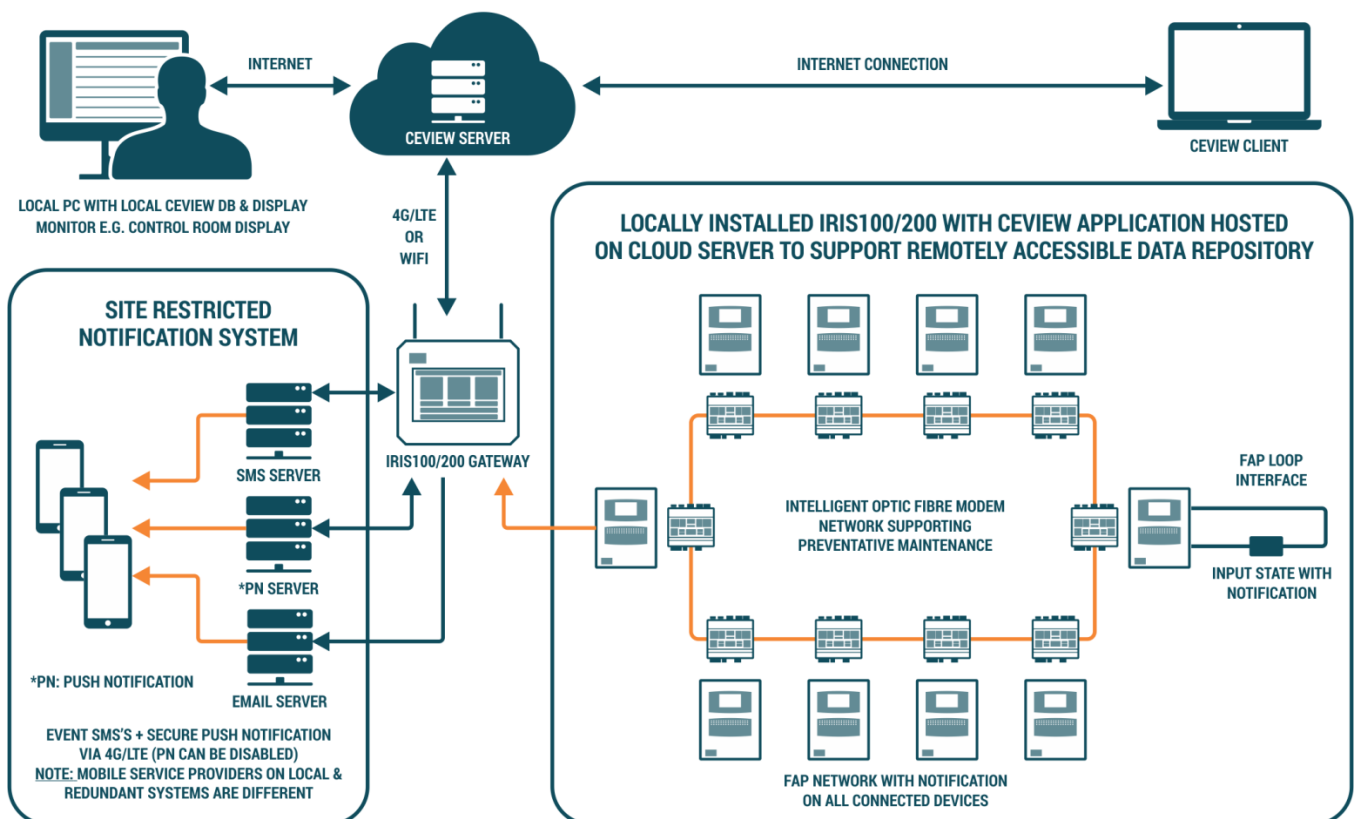 INTERNET
CEVIEW SERVER
INTERNET CONNECTION
CEVIEW CLIENT
LOCAL PC WITH LOCAL CEVIEW DB & DISPLAY
MONITOR E.G. CONTROL ROOM DISPLAY
4G/LTE
OR
WIFI
LOCALLY INSTALLED IRIS100/200 WITH CEVIEW APPLICATION HOSTED
ON CLOUD SERVER TO SUPPORT REMOTELY ACCESSIBLE DATA REPOSITORY
SITE RESTRICTED
NOTIFICATION SYSTEM
SMS SERVER
IRIS100/200 GATEWAY
*PN SERVER
EMAIL SERVER
*PN: PUSH NOTIFICATION
EVENT SMS'S + SECURE PUSH NOTIFICATION
VIA 4G/LTE (PN CAN BE DISABLED)
NOTE: MOBILE SERVICE PROVIDERS ON LOCAL &
REDUNDANT SYSTEMS ARE DIFFERENT
INTELLIGENT OPTIC FIBRE MODEM
NETWORK SUPPORTING
PREVENTATIVE MAINTENANCE
FAP LOOP
INTERFACE
INPUT STATE WITH
NOTIFICATION
FAP NETWORK WITH NOTIFICATION
ON ALL CONNECTED DEVICES